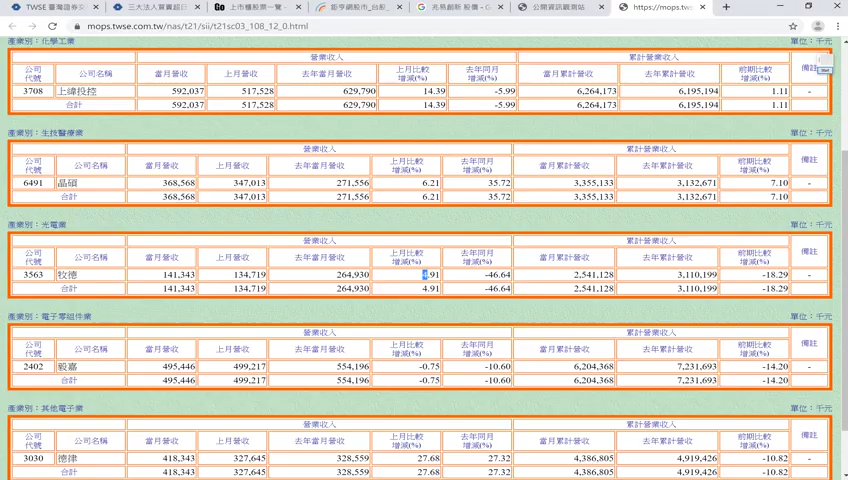 TWSE 臺灣證券交
三大法人買賣超日
上市櫃股票一覽
鉅亨網股市_台股
兆易創新 股價 - G
公開資訊觀測站
https://mops.tw
mops.twse.com.tw/nas/t21/sii/t21sc03_108_12_0.html
產業別：化學工業 單位：千元
營業收入 累計營業收入
公司代號 公司名稱 當月營收 上月營收 去年當月營收 上月比較增減(%) 去年同月增減(%) 當月累計營收 去年累計營收 前期比較增減(%) 備註
3708 上緯投控 592,037 517,528 629,790 14.39 -5.99 6,264,173 6,195,194 1.11 -
合計 592,037 517,528 629,790 14.39 -5.99 6,264,173 6,195,194 1.11
產業別：生技醫療業 單位：千元
營業收入 累計營業收入
公司代號 公司名稱 當月營收 上月營收 去年當月營收 上月比較增減(%) 去年同月增減(%) 當月累計營收 去年累計營收 前期比較增減(%) 備註
6491 晶碩 368,568 347,013 271,556 6.21 35.72 3,355,133 3,132,671 7.10 -
合計 368,568 347,013 271,556 6.21 35.72 3,355,133 3,132,671 7.10
產業別：光電業 單位：千元
營業收入 累計營業收入
公司代號 公司名稱 當月營收 上月營收 去年當月營收 上月比較增減(%) 去年同月增減(%) 當月累計營收 去年累計營收 前期比較增減(%) 備註
3563 牧德 141,343 134,719 264,930 4.91 -46.64 2,541,128 3,110,199 -18.29 -
合計 141,343 134,719 264,930 4.91 -46.64 2,541,128 3,110,199 -18.29
產業別：電子零組件業 單位：千元
營業收入 累計營業收入
公司代號 公司名稱 當月營收 上月營收 去年當月營收 上月比較增減(%) 去年同月增減(%) 當月累計營收 去年累計營收 前期比較增減(%) 備註
2402 毅嘉 495,446 499,217 554,196 -0.75 -10.60 6,204,368 7,231,693 -14.20 -
合計 495,446 499,217 554,196 -0.75 -10.60 6,204,368 7,231,693 -14.20
產業別：其他電子業 單位：千元
營業收入 累計營業收入
公司代號 公司名稱 當月營收 上月營收 去年當月營收 上月比較增減(%) 去年同月增減(%) 當月累計營收 去年累計營收 前期比較增減(%) 備註
3030 德律 418,343 327,645 328,559 27.68 27.32 4,386,805 4,919,426 -10.82 -
合計 418,343 327,645 328,559 27.68 27.32 4,386,805 4,919,426 -10.82